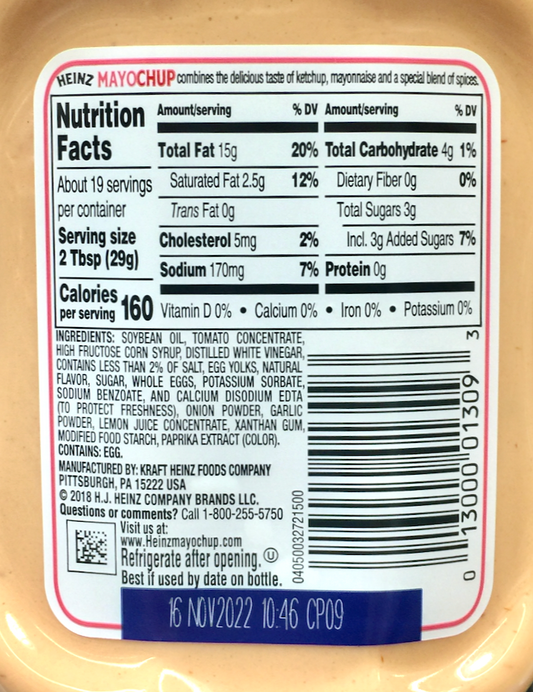 HEINZ MAYOCHUP combines the delicious taste of ketchup, mayonnaise and a special blend of spices.
Nutrition
Facts
About 19 servings
per container
Serving size
2 Tbsp (29g)
Calories
per serving 160
Amount/serving % DV
Total Fat 15g 20%
Saturated Fat 2.5g 12%
Trans Fat 0g
Cholesterol 5mg 2%
Sodium 170mg 7%
Amount/serving % DV
Total Carbohydrate 4g 1%
Dietary Fiber 0g 0%
Total Sugars 3g
Incl. 3g Added Sugars 7%
Protein 0g
Vitamin D 0% • Calcium 0% • Iron 0% • Potassium 0%
INGREDIENTS: SOYBEAN OIL, TOMATO CONCENTRATE,
HIGH FRUCTOSE CORN SYRUP, DISTILLED WHITE VINEGAR,
CONTAINS LESS THAN 2% OF SALT, EGG YOLKS, NATURAL
FLAVOR, SUGAR, WHOLE EGGS, POTASSIUM SORBATE,
SODIUM BENZOATE, AND CALCIUM DISODIUM EDTA
(TO PROTECT FRESHNESS), ONION POWDER, GARLIC
POWDER, LEMON JUICE CONCENTRATE, XANTHAN GUM,
MODIFIED FOOD STARCH, PAPRIKA EXTRACT (COLOR).
CONTAINS: EGG.
MANUFACTURED BY: KRAFT HEINZ FOODS COMPANY
PITTSBURGH, PA 15222 USA
© 2018 H.J. HEINZ COMPANY BRANDS LLC.
Questions or comments? Call 1-800-255-5750
Visit us at:
www.Heinzmayochup.com
Refrigerate after opening. U
Best if used by date on bottle.
04050032721500
0 13000 01309 3
16 NOV2022 10:46 CP09